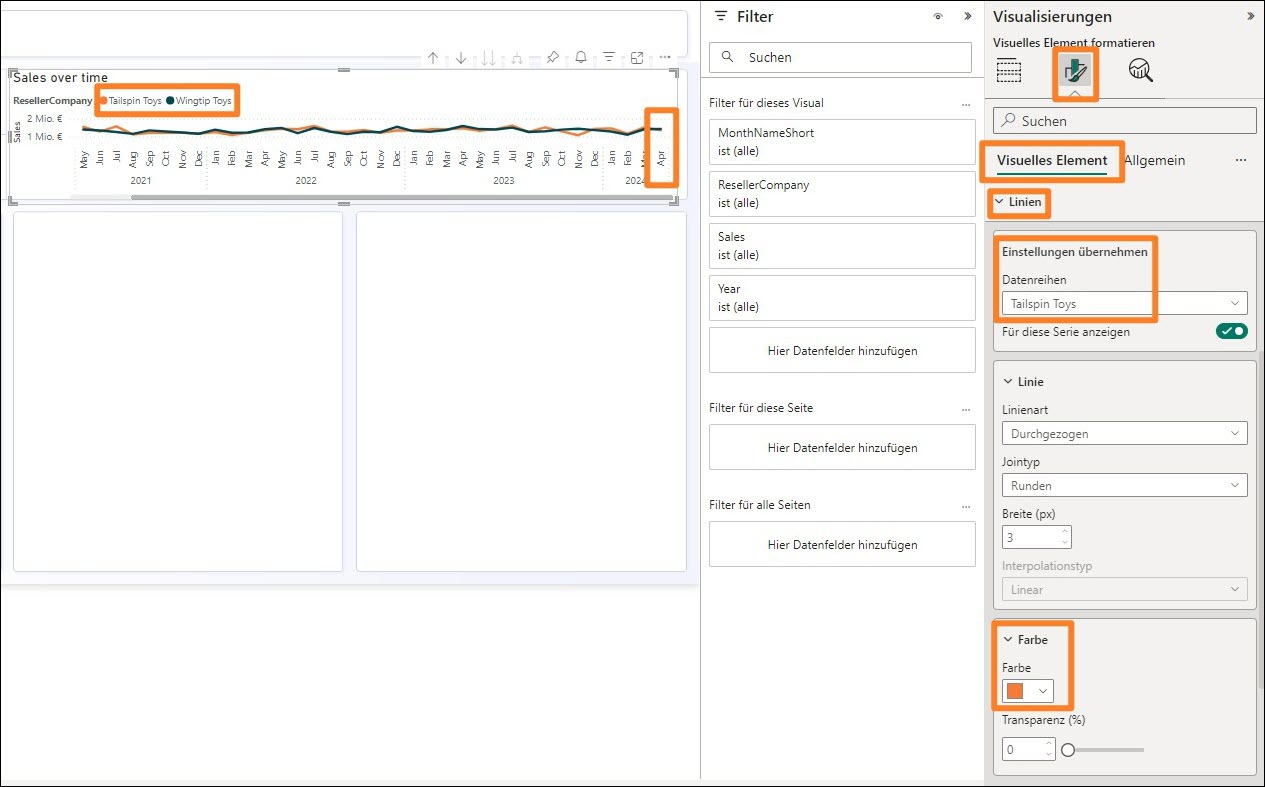 Sales over time
ResellerCompany Tailspin Toys Wingtip Toys
2 Mio. €
1 Mio. €
Sales
May Jun Jul Aug Sep Oct Nov Dec Jan Feb Mar Apr May Jun Jul Aug Sep Oct Nov Dec Jan Feb Mar Apr May Jun Jul Aug Sep Oct Nov Dec Jan Feb Mar Apr
2021 2022 2023 2024
Filter
Suchen
Filter für dieses Visual
MonthNameShort
ist (alle)
ResellerCompany
ist (alle)
Sales
ist (alle)
Year
ist (alle)
Hier Datenfelder hinzufügen
Filter für diese Seite
Hier Datenfelder hinzufügen
Filter für alle Seiten
Hier Datenfelder hinzufügen
Visualisierungen
Visuelles Element formatieren
Suchen
Visuelles Element Allgemein
Linien
Einstellungen übernehmen
Datenreihen
Tailspin Toys
Für diese Serie anzeigen
Linie
Linienart
Durchgezogen
Jointyp
Runden
Breite (px)
3
Interpolationstyp
Linear
Farbe
Farbe
Transparenz (%)
0